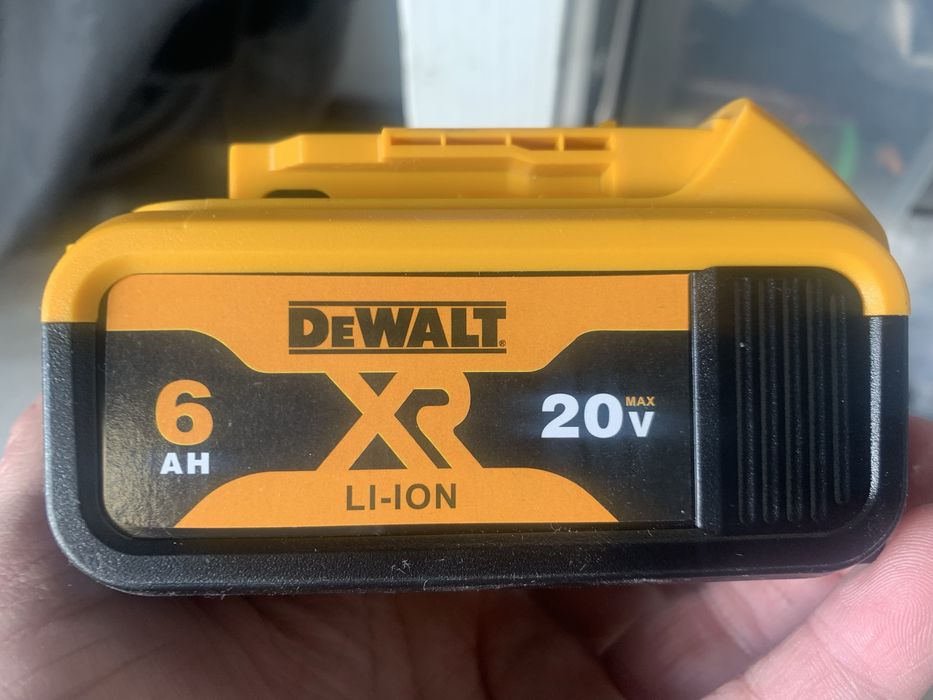 DEWALT®
6
AH
XR
20V MAX
LI-ION